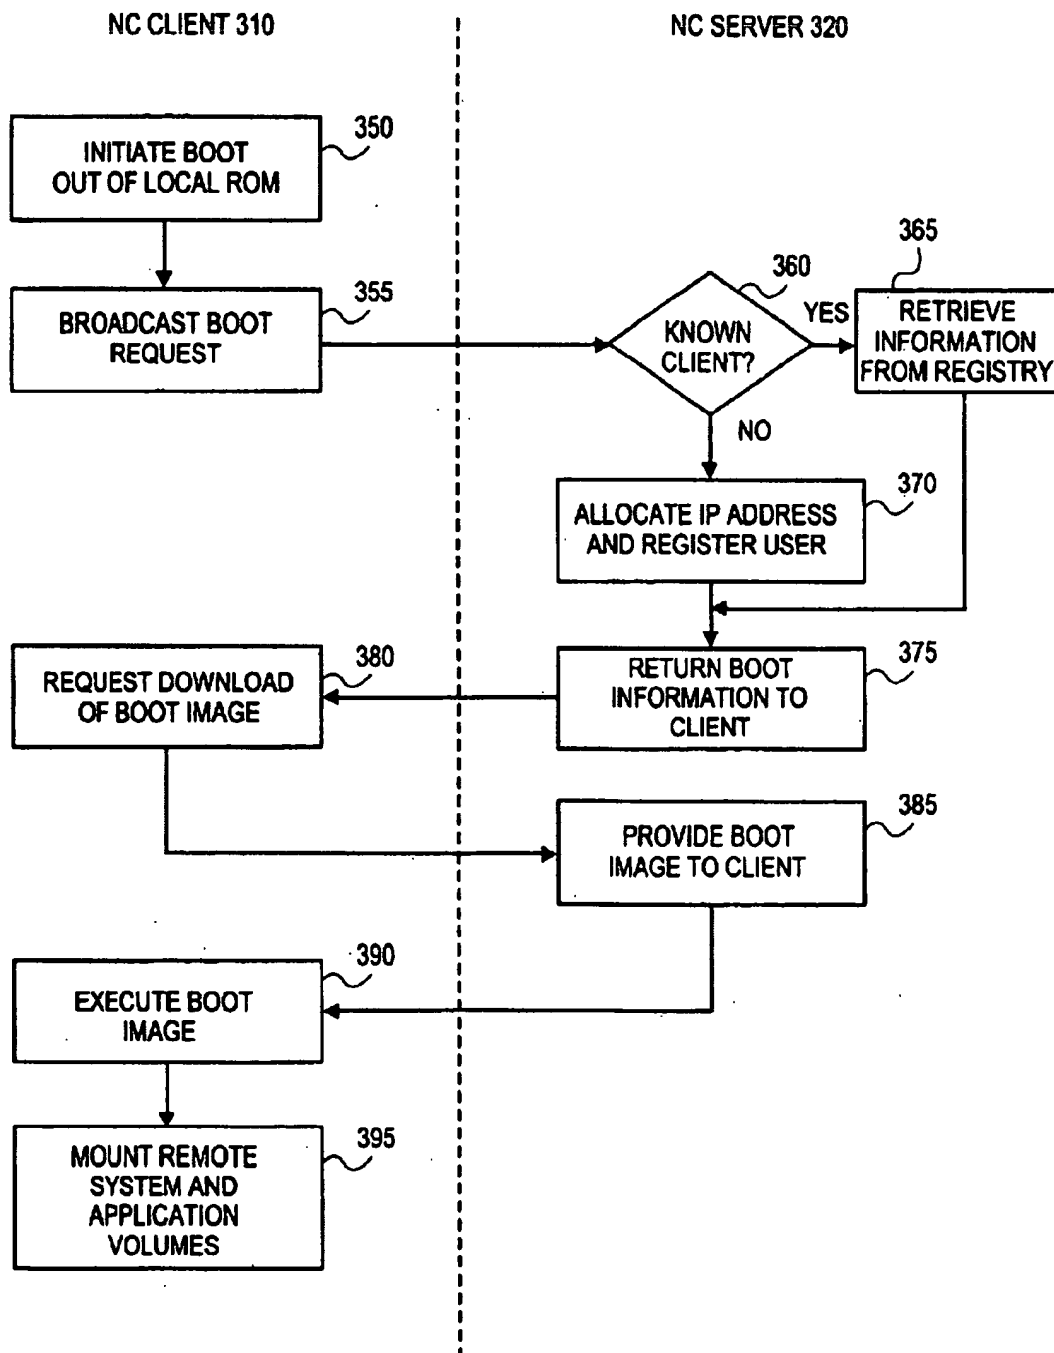 NC CLIENT 310
NC SERVER 320
350
INITIATE BOOT
OUT OF LOCAL ROM
355
BROADCAST BOOT
REQUEST
360
KNOWN
CLIENT?
YES
365
RETRIEVE
INFORMATION
FROM REGISTRY
NO
370
ALLOCATE IP ADDRESS
AND REGISTER USER
375
RETURN BOOT
INFORMATION TO
CLIENT
380
REQUEST DOWNLOAD
OF BOOT IMAGE
385
PROVIDE BOOT
IMAGE TO CLIENT
390
EXECUTE BOOT
IMAGE
395
MOUNT REMOTE
SYSTEM AND
APPLICATION
VOLUMES